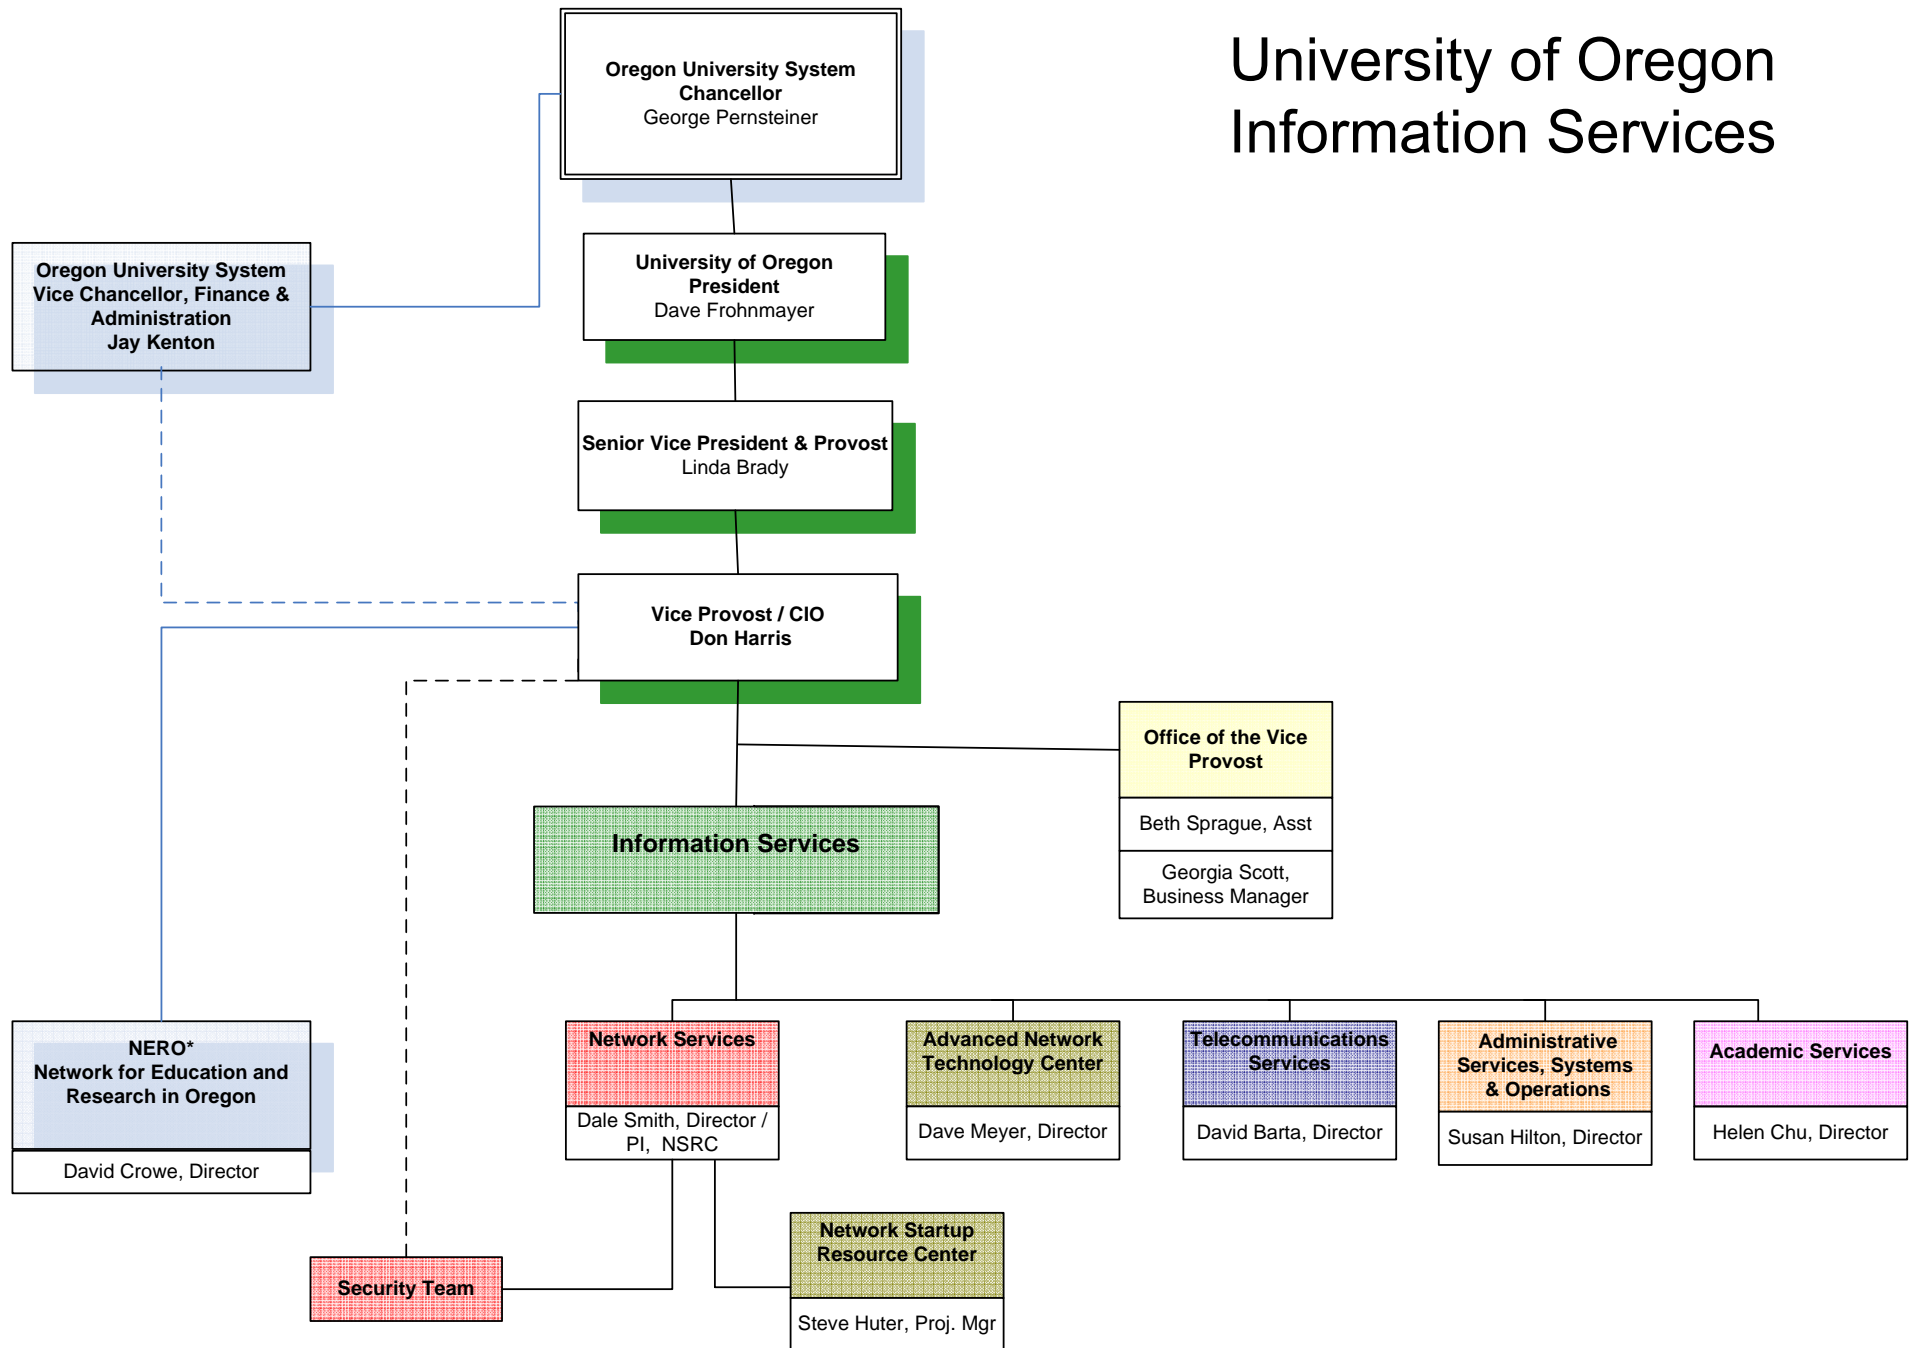 University of Oregon
Information Services
Oregon University System
Chancellor
George Pernsteiner
Oregon University System
Vice Chancellor, Finance &
Administration
Jay Kenton
University of Oregon
President
Dave Frohnmayer
Senior Vice President & Provost
Linda Brady
Vice Provost / CIO
Don Harris
Office of the Vice
Provost
Beth Sprague, Asst
Georgia Scott,
Business Manager
Information Services
NERO*
Network for Education and
Research in Oregon
David Crowe, Director
Network Services
Dale Smith, Director /
PI, NSRC
Advanced Network
Technology Center
Dave Meyer, Director
Telecommunications
Services
David Barta, Director
Administrative
Services, Systems
& Operations
Susan Hilton, Director
Academic Services
Helen Chu, Director
Security Team
Network Startup
Resource Center
Steve Huter, Proj. Mgr